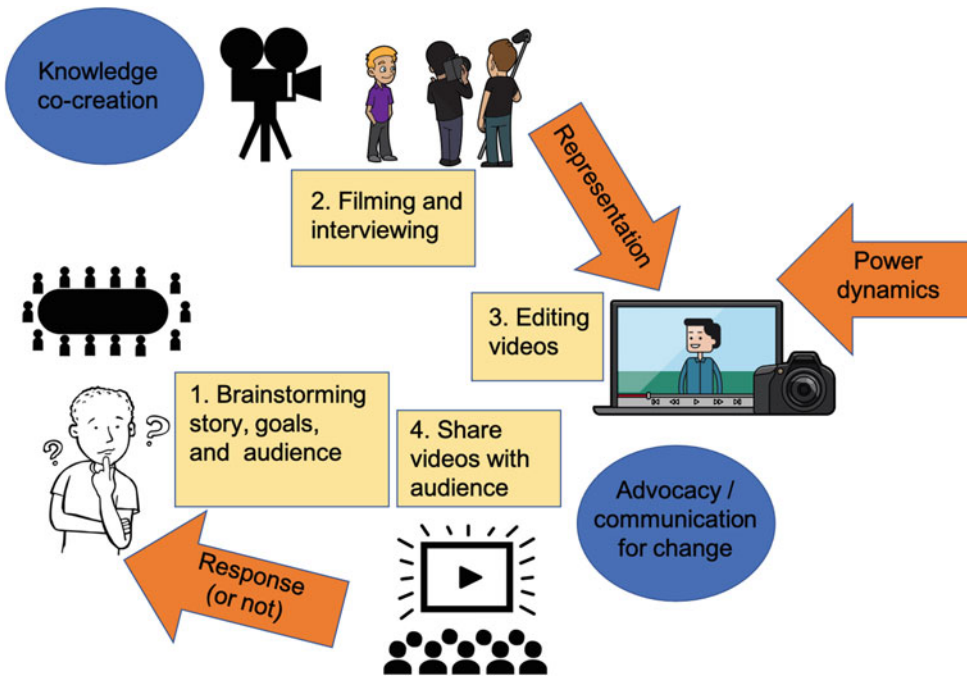 Knowledge
co-creation
2. Filming and
interviewing
Representation
Power
dynamics
3. Editing
videos
1. Brainstorming
story, goals,
and audience
4. Share
videos with
audience
Advocacy /
communication
for change
Response
(or not)
? ?